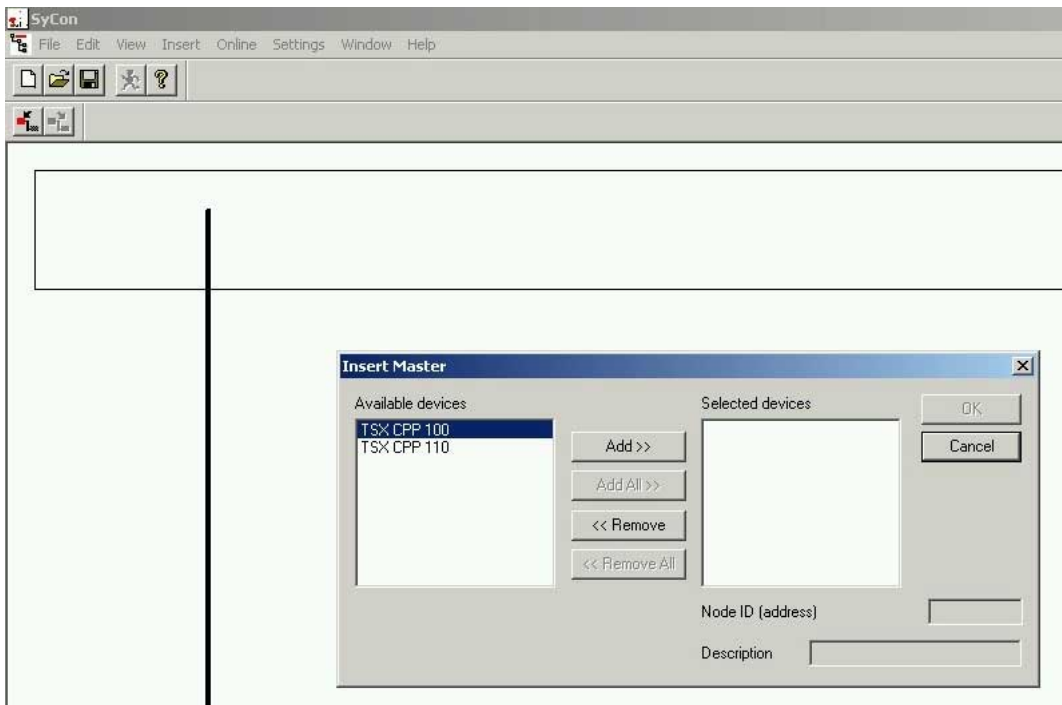 SyCon
File Edit View Insert Online Settings Window Help
Insert Master
Available devices
TSX CPP 100
TSX CPP 110
Add >>
Add All >>
<< Remove
<< Remove All
Selected devices
OK
Cancel
Node ID (address)
Description